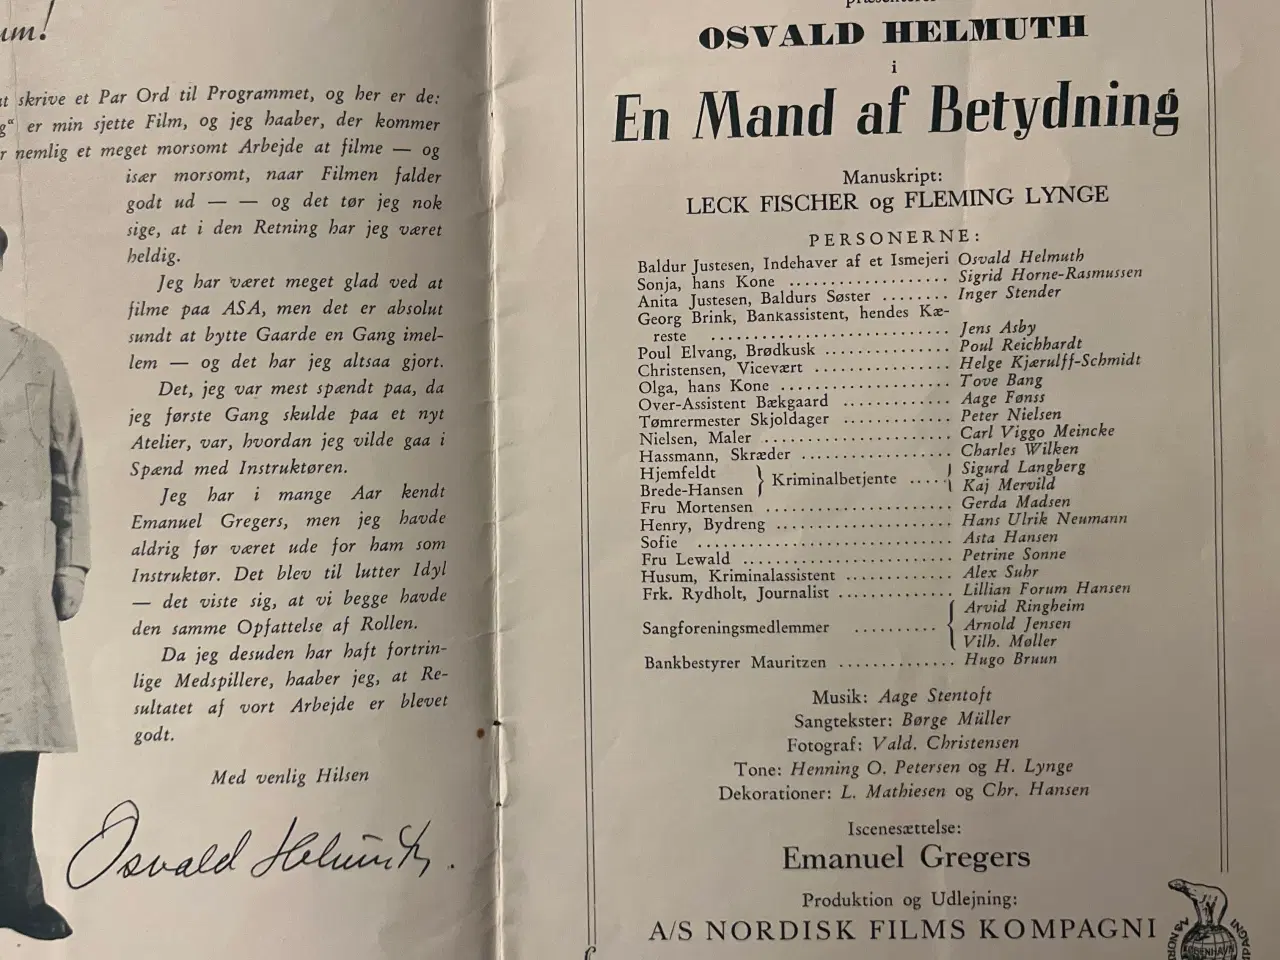 um!
at skrive et Par Ord til Programmet, og her er de:
g" er min sjette Film, og jeg haaber, der kommer
r nemlig et meget morsomt Arbejde at filme — og
især morsomt, naar Filmen falder
godt ud — — og det tør jeg nok
sige, at i den Retning har jeg været
heldig.
Jeg har været meget glad ved at
filme paa ASA, men det er absolut
sundt at bytte Gaarde en Gang imel-
lem — og det har jeg altsaa gjort.
Det, jeg var mest spændt paa, da
jeg første Gang skulde paa et nyt
Atelier, var, hvordan jeg vilde gaa i
Spænd med Instruktøren.
Jeg har i mange Aar kendt
Emanuel Gregers, men jeg havde
aldrig før været ude for ham som
Instruktør. Det blev til lutter Idyl
— det viste sig, at vi begge havde
den samme Opfattelse af Rollen.
Da jeg desuden har haft fortrin-
lige Medspillere, haaber jeg, at Re-
sultatet af vort Arbejde er blevet
godt.
Med venlig Hilsen
Osvald Helmuth.
præsenterer
OSVALD HELMUTH
i
En Mand af Betydning
Manuskript:
LECK FISCHER og FLEMING LYNGE
PERSONERNE:
Baldur Justesen, Indehaver af et Ismejeri Osvald Helmuth
Sonja, hans Kone .................. Sigrid Horne-Rasmussen
Anita Justesen, Baldurs Søster ........ Inger Stender
Georg Brink, Bankassistent, hendes Kæ-
reste .......................... Jens Asby
Poul Elvang, Brødkusk .............. Poul Reichhardt
Christensen, Vicevært ............... Helge Kjærulff-Schmidt
Olga, hans Kone ................... Tove Bang
Over-Assistent Bækgaard ............ Aage Fønss
Tømrermester Skjoldager ............ Peter Nielsen
Nielsen, Maler ..................... Carl Viggo Meincke
Hassmann, Skræder ................. Charles Wilken
Hjemfeldt } Kriminalbetjente ..... { Sigurd Langberg
Brede-Hansen } { Kaj Mervild
Fru Mortensen ..................... Gerda Madsen
Henry, Bydreng .................... Hans Ulrik Neumann
Sofie ............................. Asta Hansen
Fru Lewald ........................ Petrine Sonne
Husum, Kriminalassistent ............ Alex Suhr
Frk. Rydholt, Journalist ............. Lillian Forum Hansen
Sangforeningsmedlemmer .......... { Arvid Ringheim
Arnold Jensen
Vilh. Møller
Bankbestyrer Mauritzen ............. Hugo Bruun
Musik: Aage Stentoft
Sangtekster: Børge Müller
Fotograf: Vald. Christensen
Tone: Henning O. Petersen og H. Lynge
Dekorationer: L. Mathiesen og Chr. Hansen
Iscenesættelse:
Emanuel Gregers
Produktion og Udlejning:
A/S NORDISK FILMS KOMPAGNI
KØBENHAVN